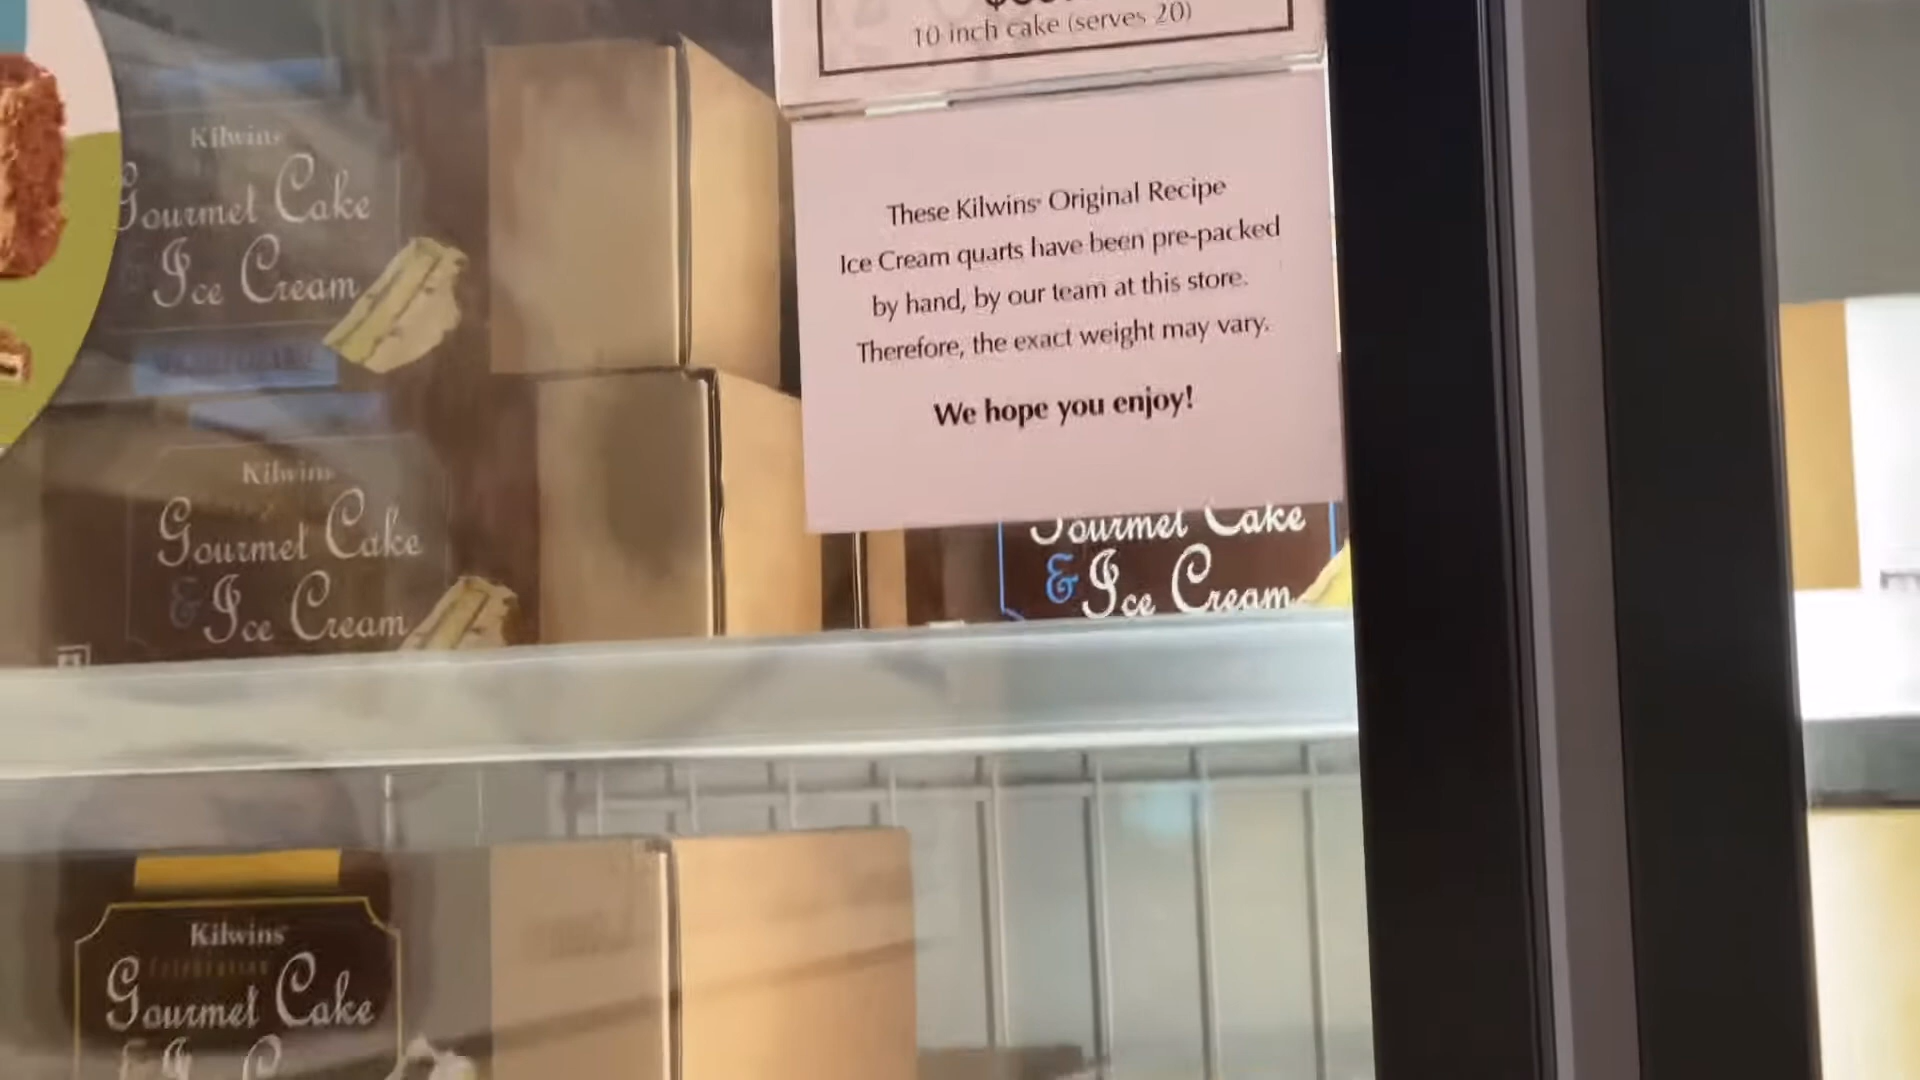 10 inch cake (serves 20)
These Kilwins® Original Recipe
Ice Cream quarts have been pre-packed
by hand, by our team at this store.
Therefore, the exact weight may vary.
We hope you enjoy!
Kilwins
Gourmet Cake
& Ice Cream
Kilwins
Gourmet Cake
& Ice Cream
Gourmet Cake
& Ice Cream
Kilwins
Celebration
Gourmet Cake